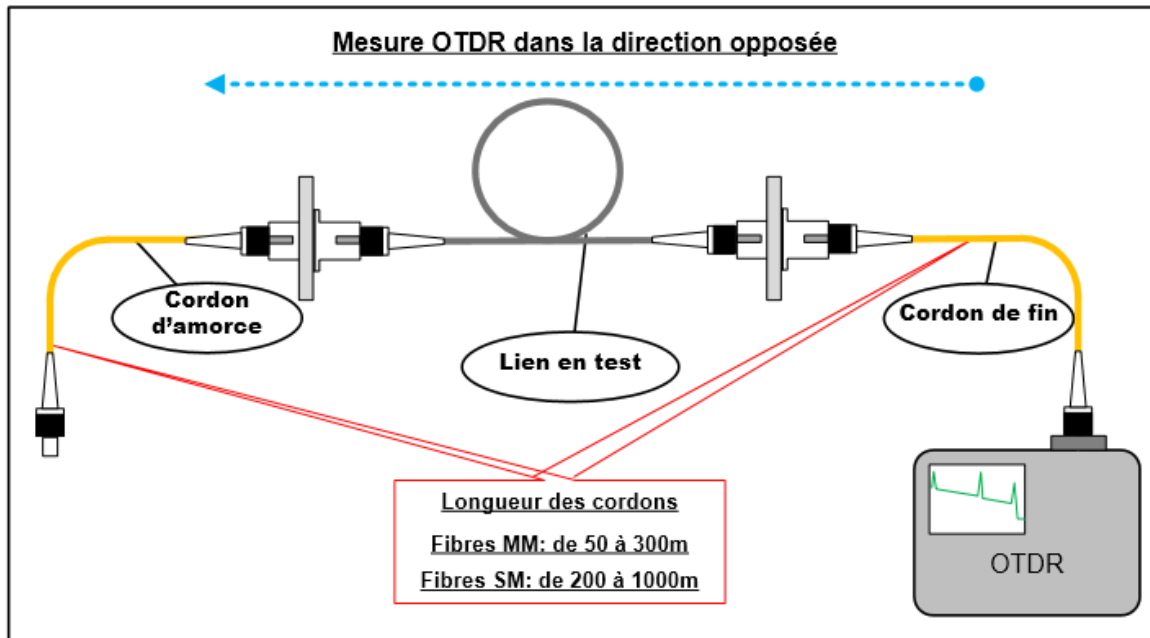 Mesure OTDR dans la direction opposée
Cordon
d'amorce
Lien en test
Cordon de fin
Longueur des cordons
Fibres MM: de 50 à 300m
Fibres SM: de 200 à 1000m
OTDR